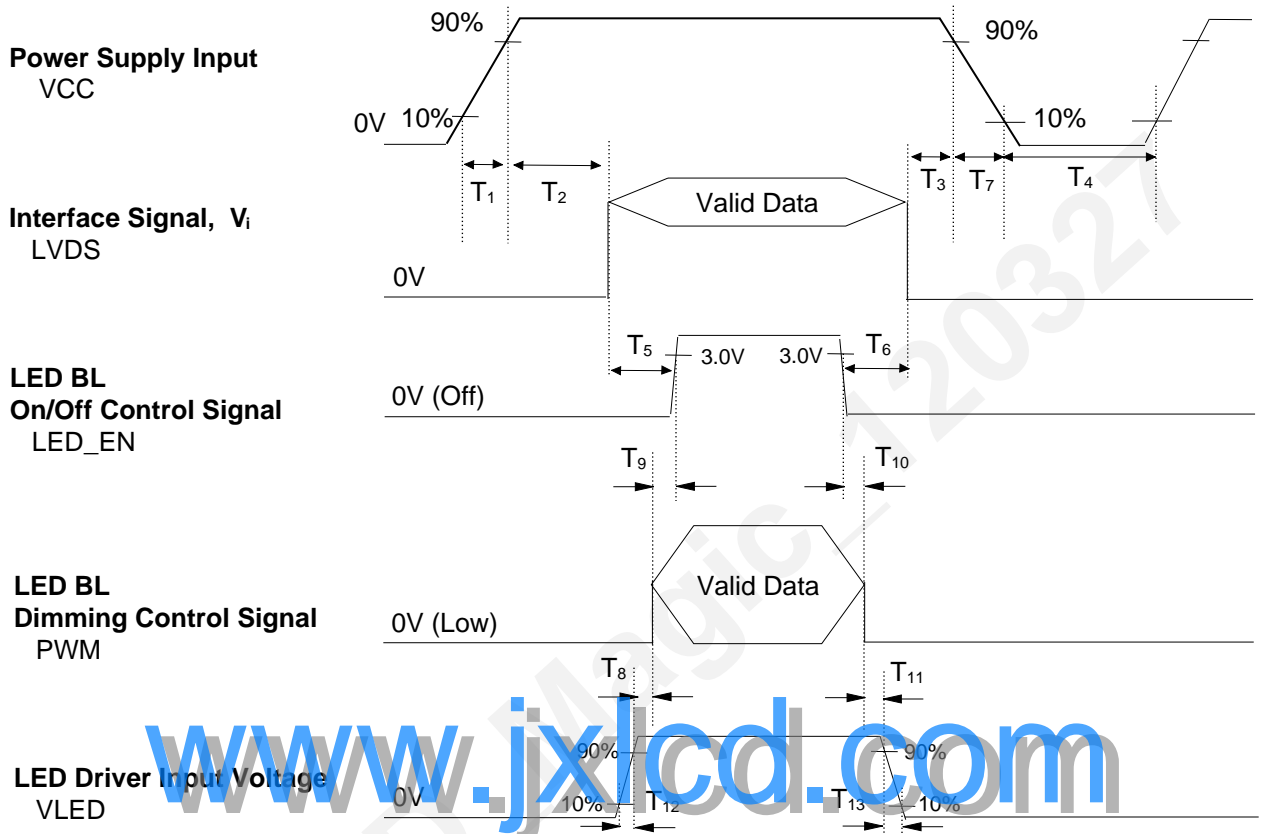 90%
90%
Power Supply Input
VCC
0V 10%
10%
T1
T2
T3
T7
T4
Valid Data
Interface Signal, Vi
LVDS
0V
T5
3.0V
3.0V
T6
LED BL
On/Off Control Signal
LED_EN
0V (Off)
T9
T10
LED BL
Dimming Control Signal
PWM
Valid Data
0V (Low)
T8
T11
www.jxlcd.com
90%
90%
LED Driver Input Voltage
VLED
0V
10%
T12
T13
10%
Magic_120327